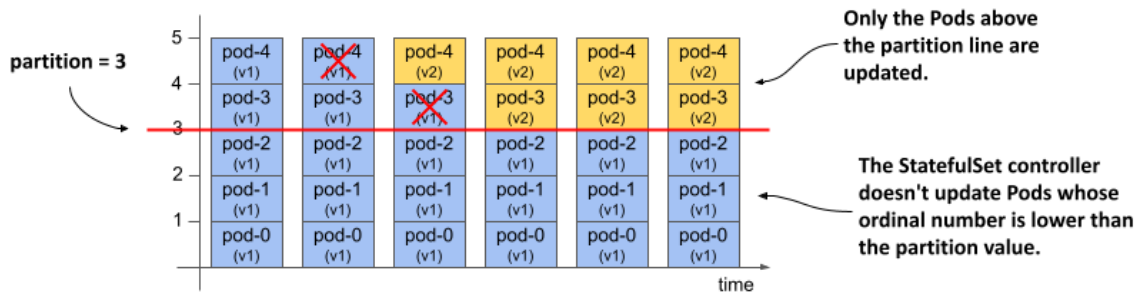 partition = 3
5
4
3
2
1
pod-4 pod-4 pod-4 pod-4 pod-4 pod-4
(v1) (v1) (v2) (v2) (v2) (v2)
pod-3 pod-3 pod-3 pod-3 pod-3 pod-3
(v1) (v1) (v1) (v2) (v2) (v2)
pod-2 pod-2 pod-2 pod-2 pod-2 pod-2
(v1) (v1) (v1) (v1) (v1) (v1)
pod-1 pod-1 pod-1 pod-1 pod-1 pod-1
(v1) (v1) (v1) (v1) (v1) (v1)
pod-0 pod-0 pod-0 pod-0 pod-0 pod-0
(v1) (v1) (v1) (v1) (v1) (v1)
time
Only the Pods above
the partition line are
updated.
The StatefulSet controller
doesn't update Pods whose
ordinal number is lower than
the partition value.